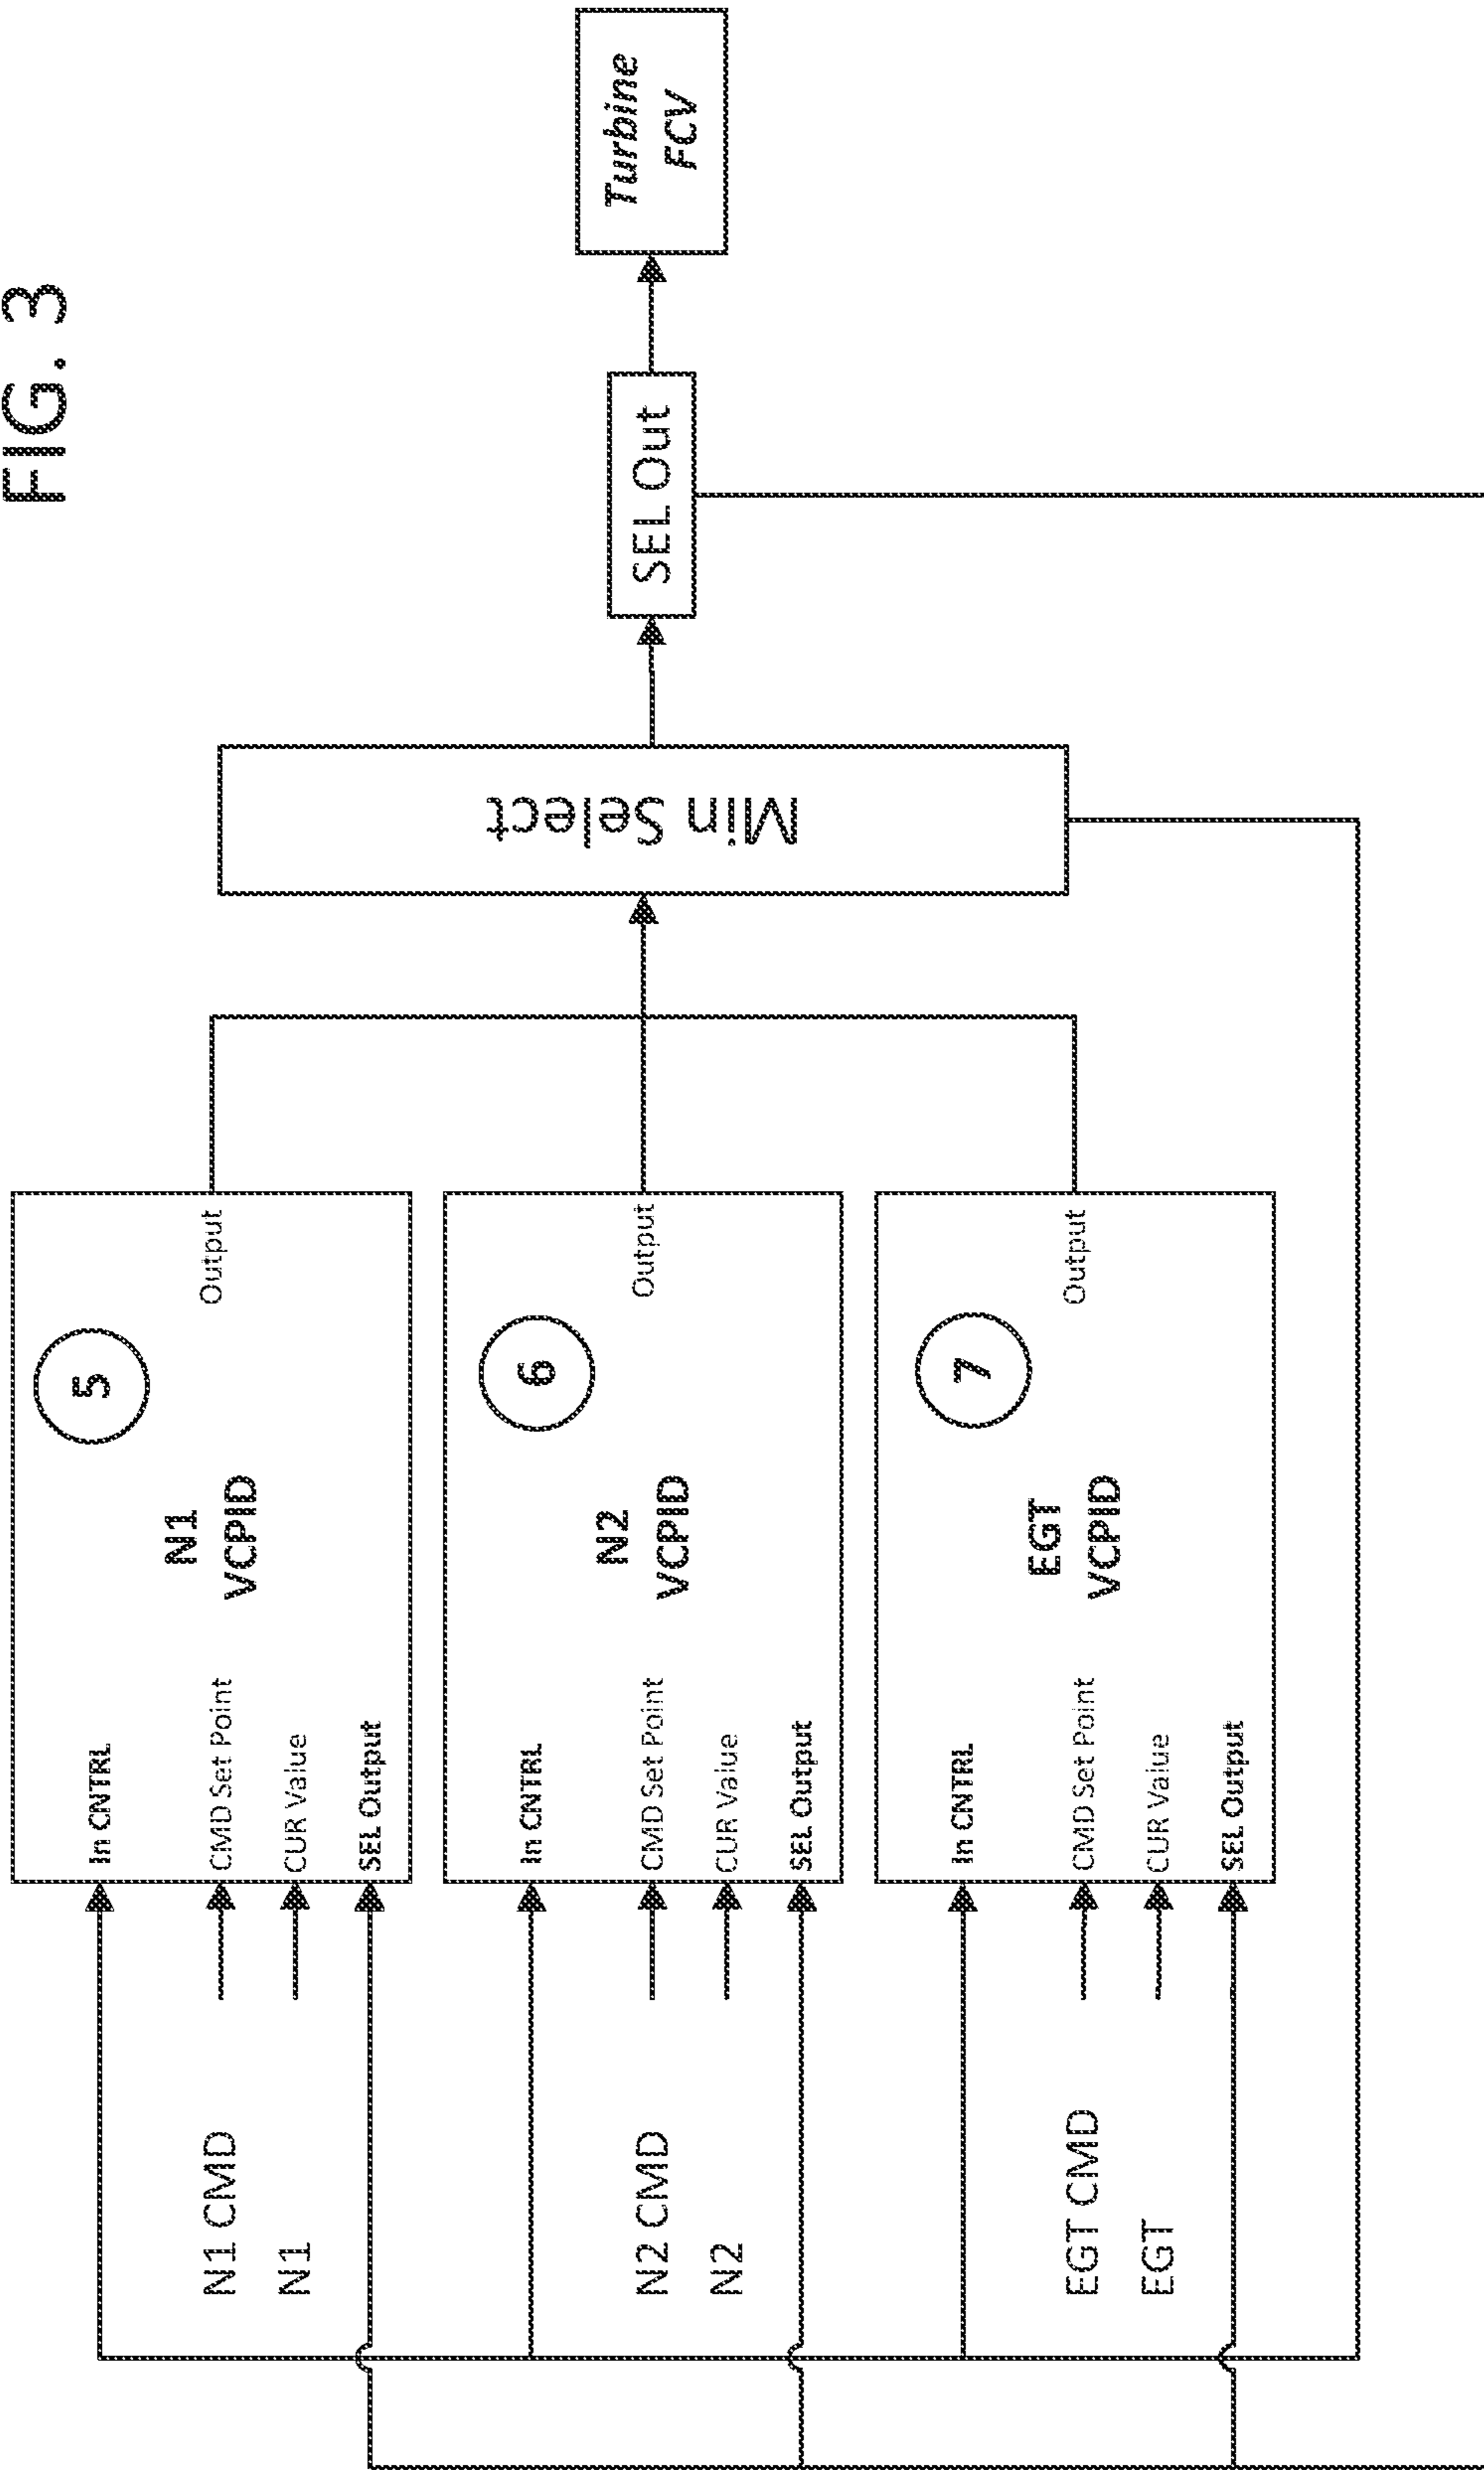 FIG. 3
N1 CMD
N1
In CNTRL
CMD Set Point
CUR Value
SEL Output
N1
VCPID
5
Output
N2 CMD
N2
In CNTRL
CMD Set Point
CUR Value
SEL Output
N2
VCPID
6
Output
EGT CMD
EGT
In CNTRL
CMD Set Point
CUR Value
SEL Output
EGT
VCPID
7
Output
Min Select
SEL Out
Turbine
FCV